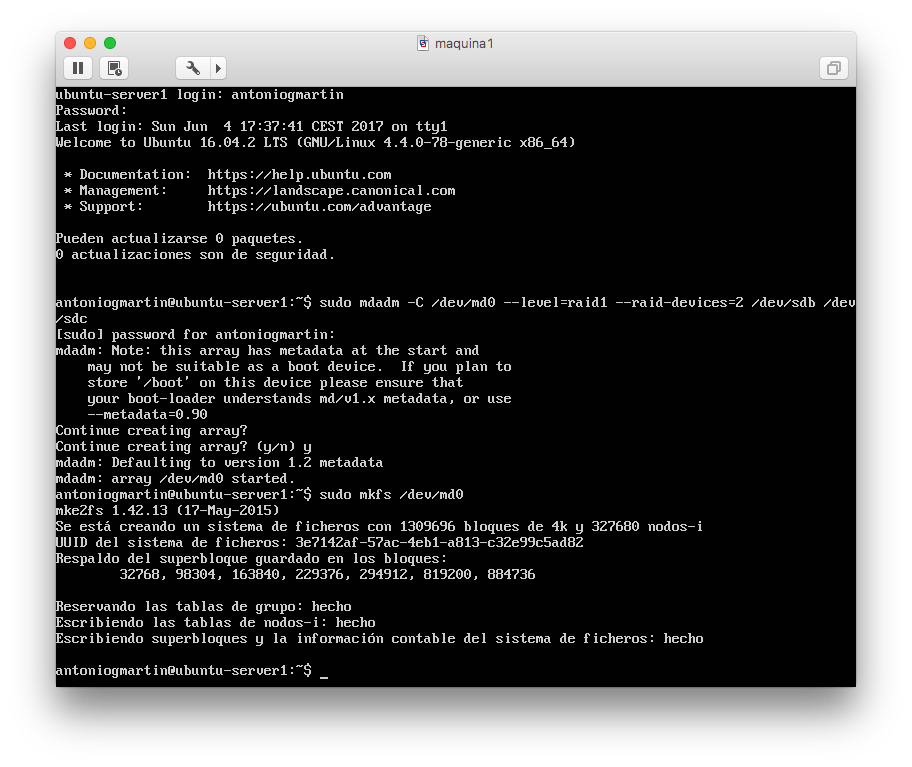 maquina1
ubuntu-server1 login: antoniogmartin
Password:
Last login: Sun Jun  4 17:37:41 CEST 2017 on tty1
Welcome to Ubuntu 16.04.2 LTS (GNU/Linux 4.4.0-78-generic x86_64)

 * Documentation:  https://help.ubuntu.com
 * Management:     https://landscape.canonical.com
 * Support:        https://ubuntu.com/advantage

Pueden actualizarse 0 paquetes.
0 actualizaciones son de seguridad.


antoniogmartin@ubuntu-server1:~$ sudo mdadm -C /dev/md0 --level=raid1 --raid-devices=2 /dev/sdb /dev
/sdc
[sudo] password for antoniogmartin:
mdadm: Note: this array has metadata at the start and
    may not be suitable as a boot device.  If you plan to
    store '/boot' on this device please ensure that
    your boot-loader understands md/v1.x metadata, or use
    --metadata=0.90
Continue creating array?
Continue creating array? (y/n) y
mdadm: Defaulting to version 1.2 metadata
mdadm: array /dev/md0 started.
antoniogmartin@ubuntu-server1:~$ sudo mkfs /dev/md0
mke2fs 1.42.13 (17-May-2015)
Se está creando un sistema de ficheros con 1309696 bloques de 4k y 327680 nodos-i
UUID del sistema de ficheros: 3e7142af-57ac-4eb1-a813-c32e99c5ad82
Respaldo del superbloque guardado en los bloques:
        32768, 98304, 163840, 229376, 294912, 819200, 884736

Reservando las tablas de grupo: hecho
Escribiendo las tablas de nodos-i: hecho
Escribiendo superbloques y la información contable del sistema de ficheros: hecho

antoniogmartin@ubuntu-server1:~$ _